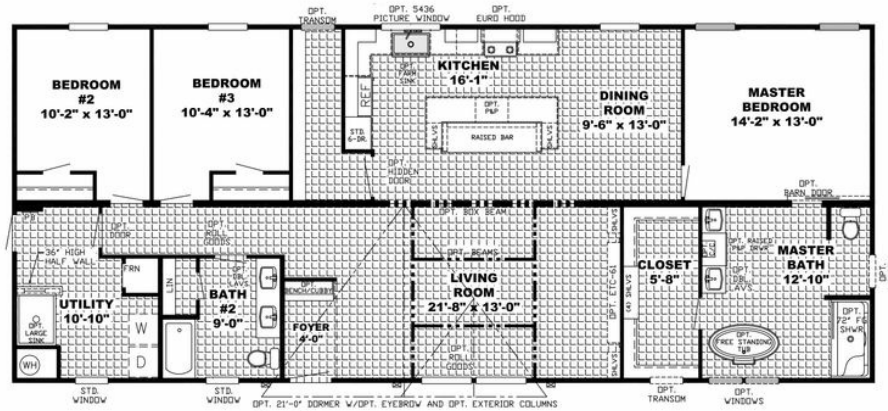 OPT.
TRANSOM
OPT. 5436
PICTURE WINDOW
OPT.
EURO HOOD
BEDROOM
#2
10'-2" x 13'-0"
BEDROOM
#3
10'-4" x 13'-0"
KITCHEN
16'-1"
OPT.
FARM
SINK
REF
STD.
6-DR.
OPT.
P&P
SHLVS
RAISED BAR
SHLVS
DINING
ROOM
9'-6" x 13'-0"
MASTER
BEDROOM
14'-2" x 13'-0"
OPT.
HIDDEN
DOOR
OPT.
BARN DOOR
PB
OPT.
DOOR
OPT.
ROLL
GOODS
OPT. BOX BEAM
OPT. BEAMS
SHLVS
OPT ETC-61
SHLVS
36" HIGH
HALF WALL
FRN
LIN
OPT.
DBL
LAVS.
UTILITY
10'-10"
OPT.
LARGE
SINK
W
D
WH
BATH
#2
9'-0"
OPT.
BENCH/CUBBY
FOYER
4'-0"
LIVING
ROOM
21'-8" x 13'-0"
OPT.
ROLL
GOODS
CLOSET
5'-8"
(4) SHLVS
OPT. RAISED
P&P DRWR
OPT.
DBL.
LAVS.
MASTER
BATH
12'-10"
OPT.
OPT.
72" FG
SHWR
OPT.
FREE STANDING
TUB
STD.
WINDOW
STD.
WINDOW
OPT. 21'-0" DORMER W/OPT. EYEBROW AND OPT. EXTERIOR COLUMNS
OPT.
TRANSOM
OPT.
WINDOWS